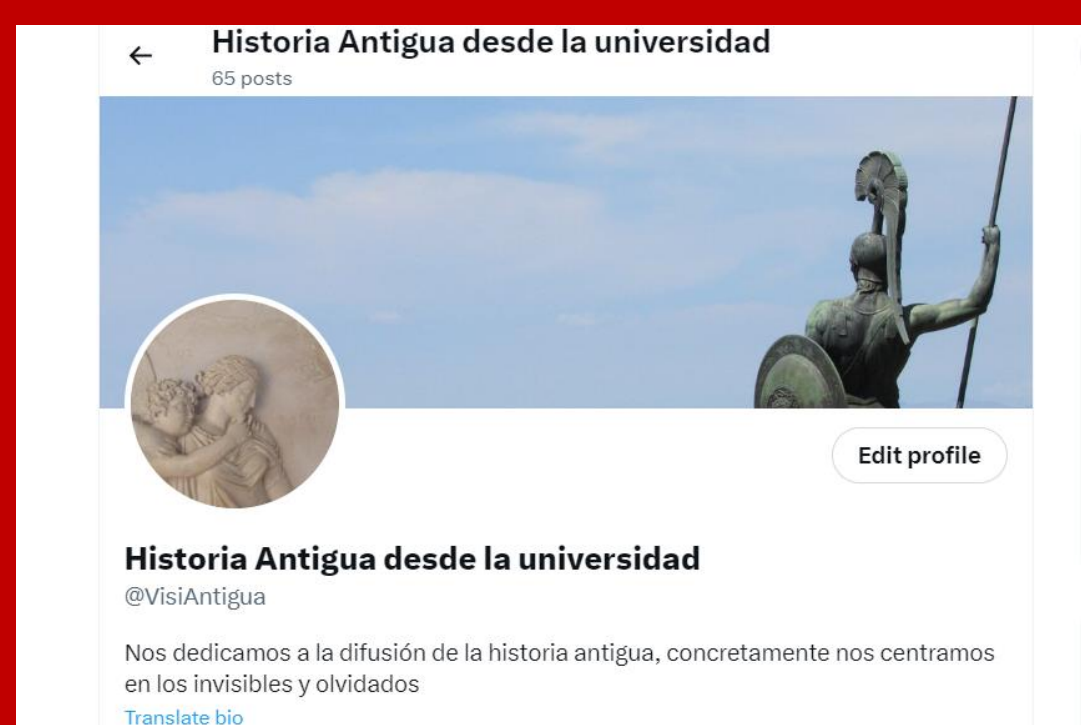 Historia Antigua desde la universidad
65 posts
Edit profile
Historia Antigua desde la universidad
@VisiAntigua
Nos dedicamos a la difusión de la historia antigua, concretamente nos centramos
en los invisibles y olvidados
Translate bio